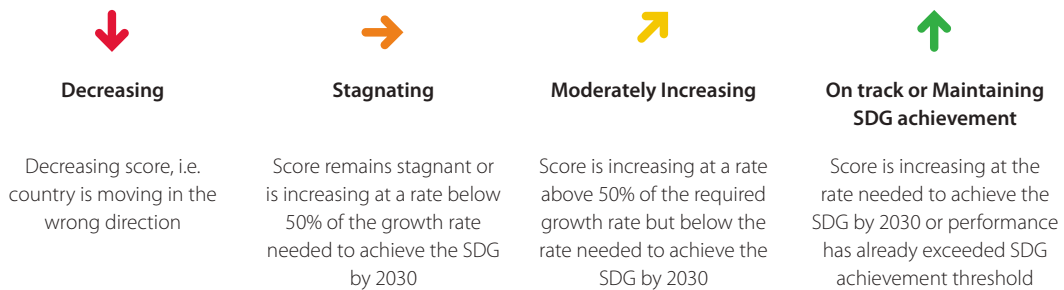 Decreasing
Decreasing score, i.e.
country is moving in the
wrong direction
Stagnating
Score remains stagnant or
is increasing at a rate below
50% of the growth rate
needed to achieve the SDG
by 2030
Moderately Increasing
Score is increasing at a rate
above 50% of the required
growth rate but below the
rate needed to achieve the
SDG by 2030
On track or Maintaining
SDG achievement
Score is increasing at the
rate needed to achieve the
SDG by 2030 or performance
has already exceeded SDG
achievement threshold